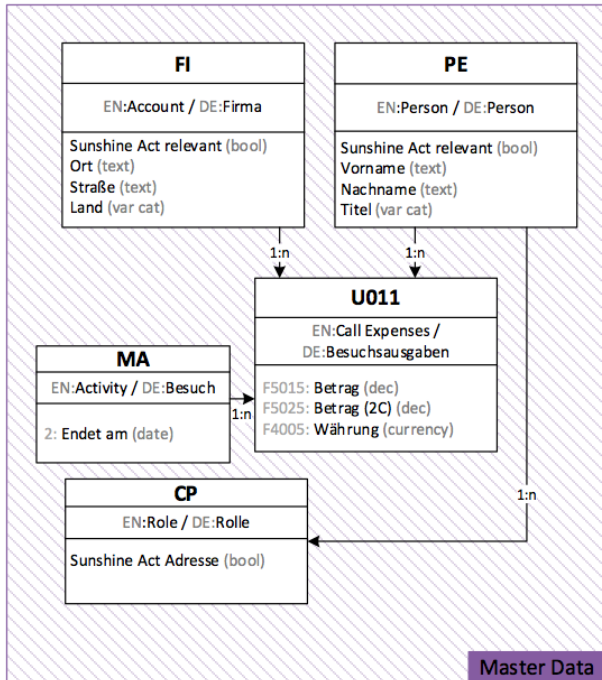 FI
EN:Account / DE:Firma
Sunshine Act relevant (bool)
Ort (text)
Straße (text)
Land (var cat)
PE
EN:Person / DE:Person
Sunshine Act relevant (bool)
Vorname (text)
Nachname (text)
Titel (var cat)
1:n
1:n
U011
EN:Call Expenses /
DE:Besuchsausgaben
F5015: Betrag (dec)
F5025: Betrag (2C) (dec)
F4005: Währung (currency)
MA
EN:Activity / DE:Besuch
2: Endet am (date)
1:n
CP
EN:Role / DE:Rolle
Sunshine Act Adresse (bool)
1:n
Master Data